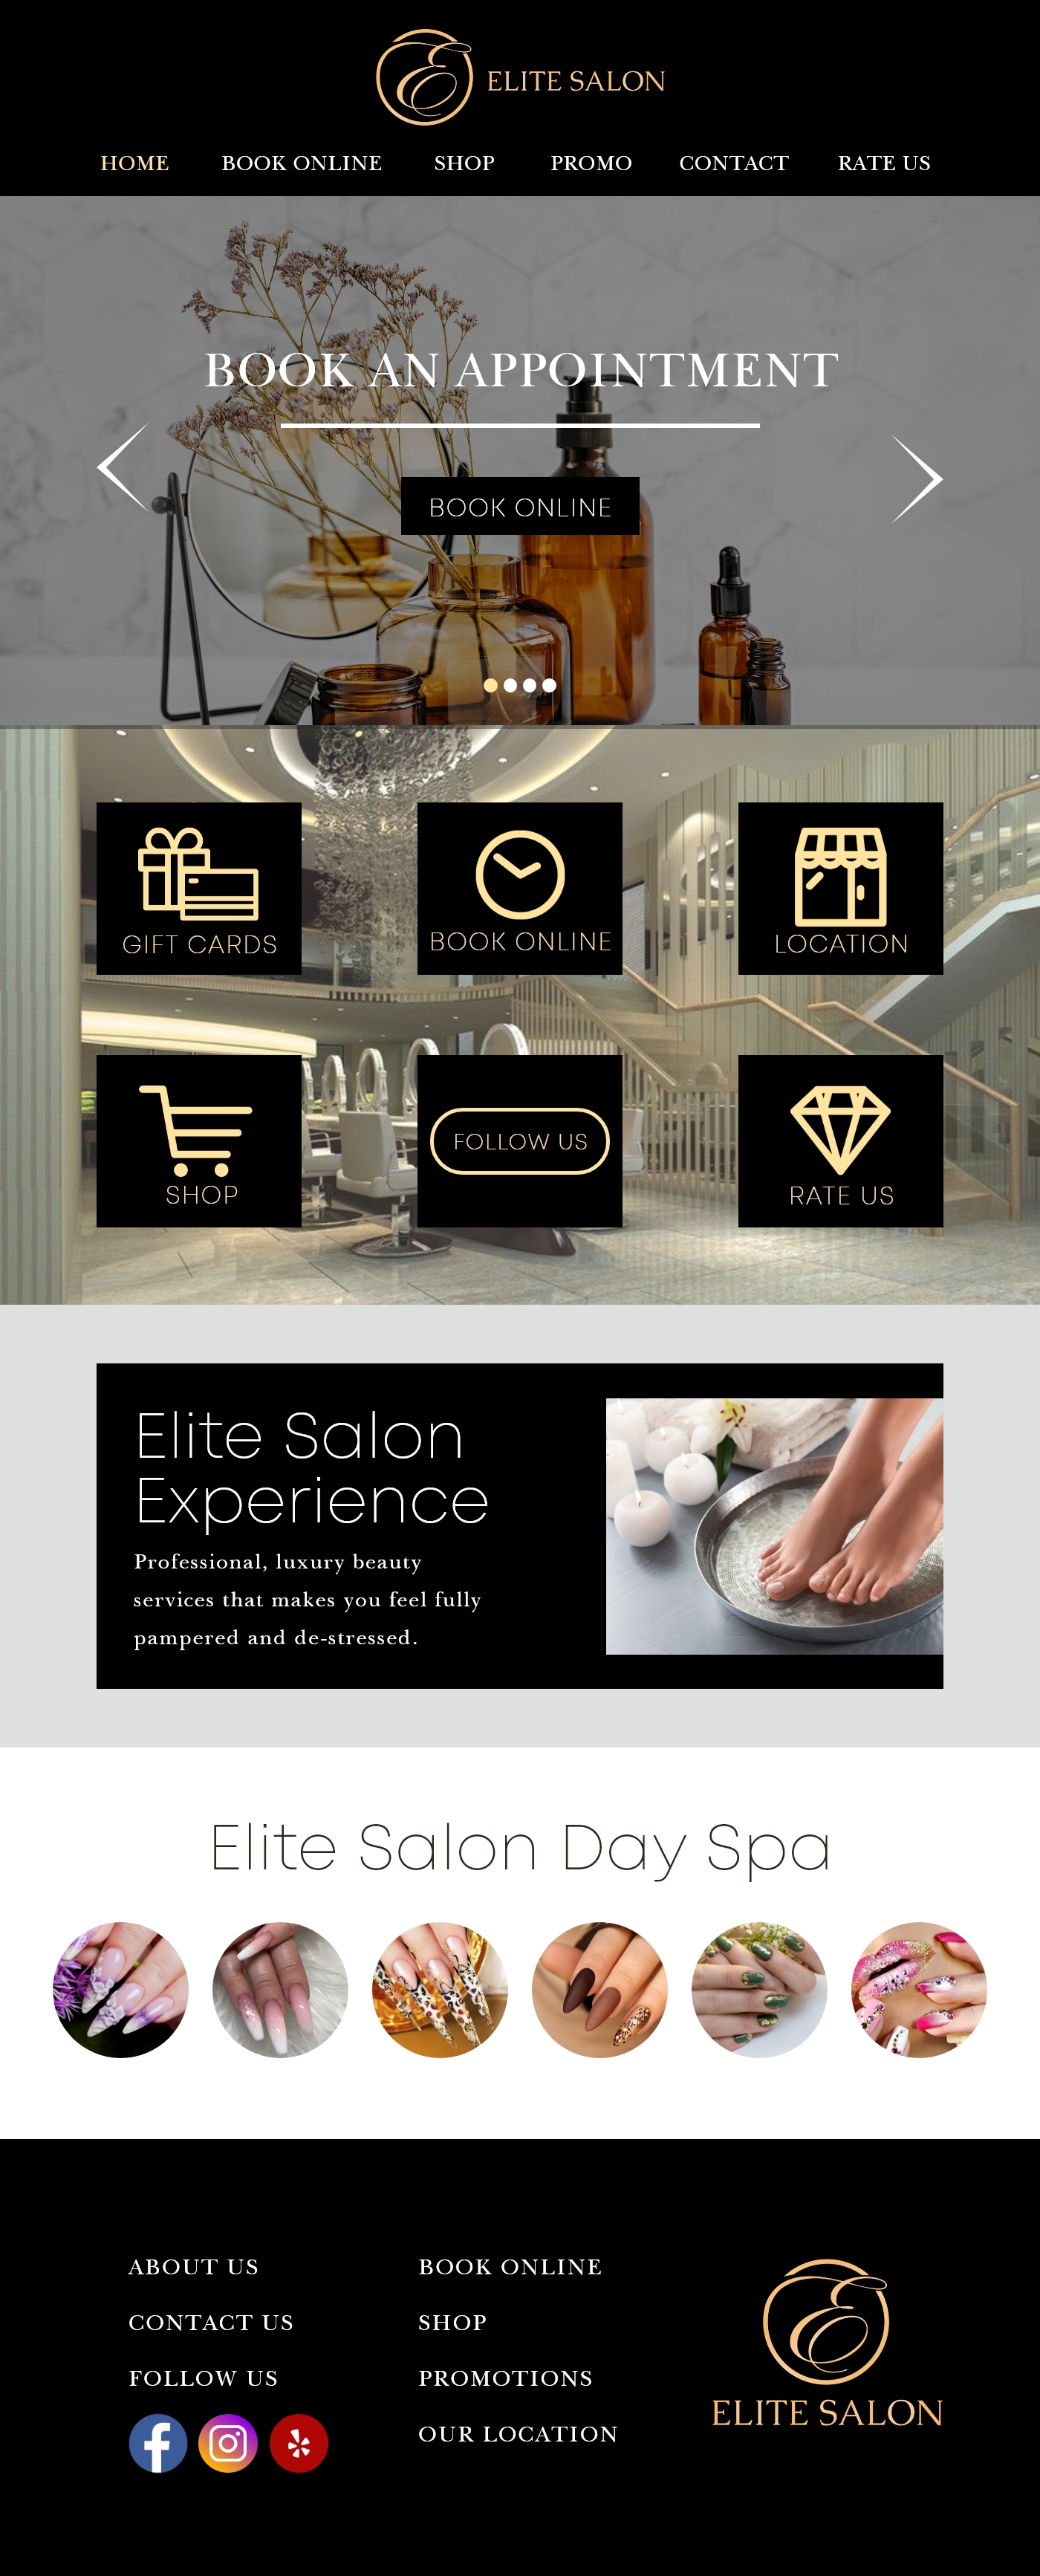 ELITE SALON
HOME BOOK ONLINE SHOP PROMO CONTACT RATE US
BOOK AN APPOINTMENT
BOOK ONLINE
GIFT CARDS
BOOK ONLINE
LOCATION
SHOP
FOLLOW US
RATE US
Elite Salon
Experience
Professional, luxury beauty
services that makes you feel fully
pampered and de-stressed.
Elite Salon Day Spa
ABOUT US
CONTACT US
FOLLOW US
BOOK ONLINE
SHOP
PROMOTIONS
OUR LOCATION
E
ELITE SALON